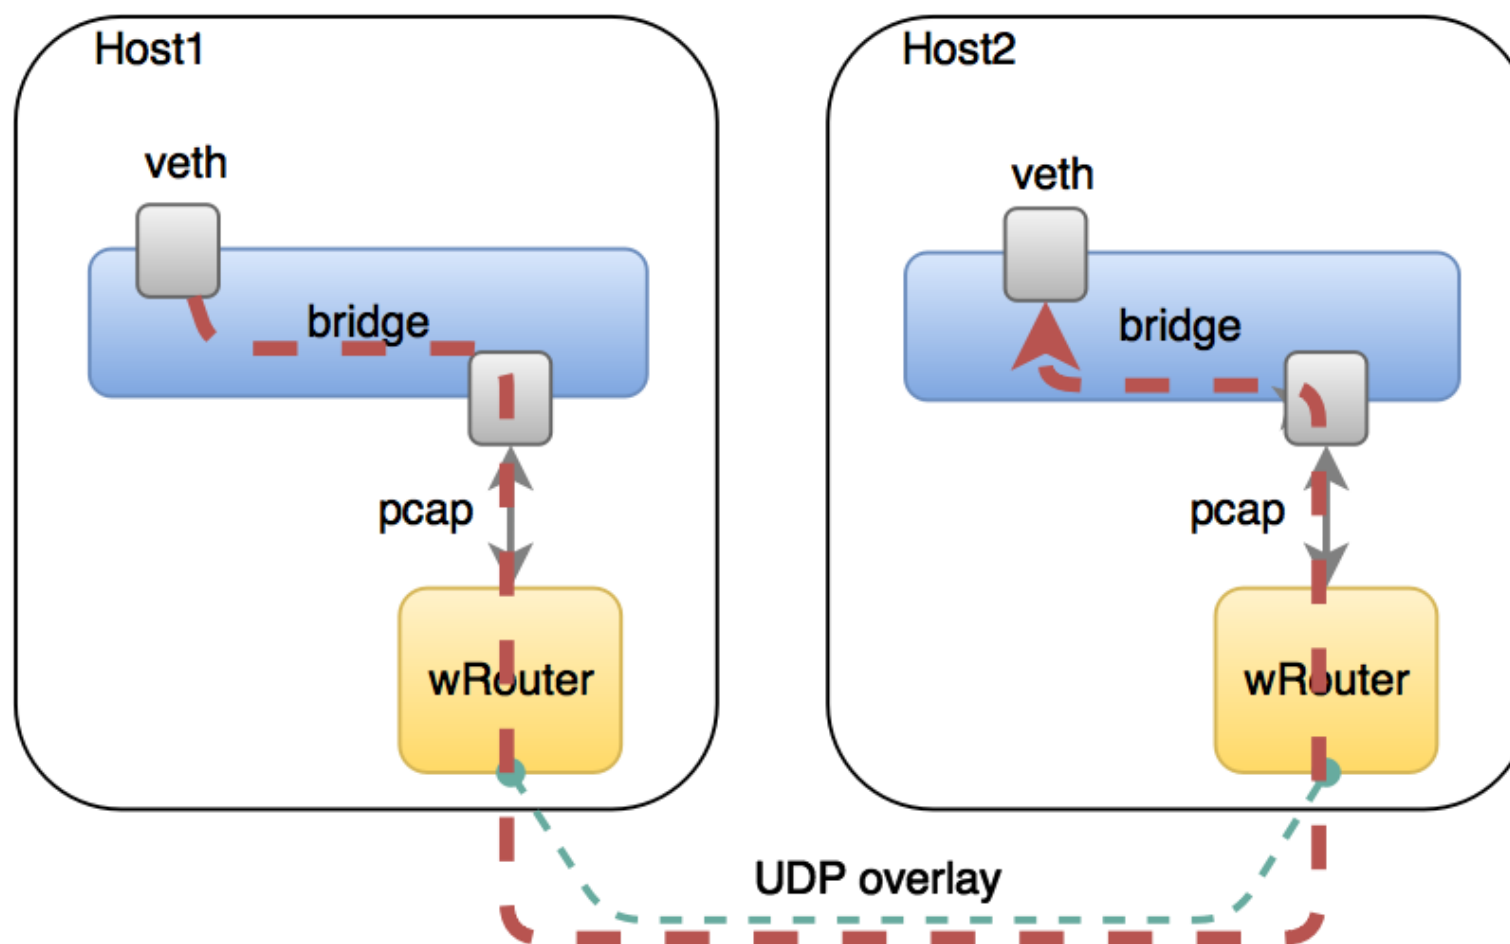 Host1
veth
bridge
pcap
wRouter
Host2
veth
bridge
pcap
wRouter
UDP overlay